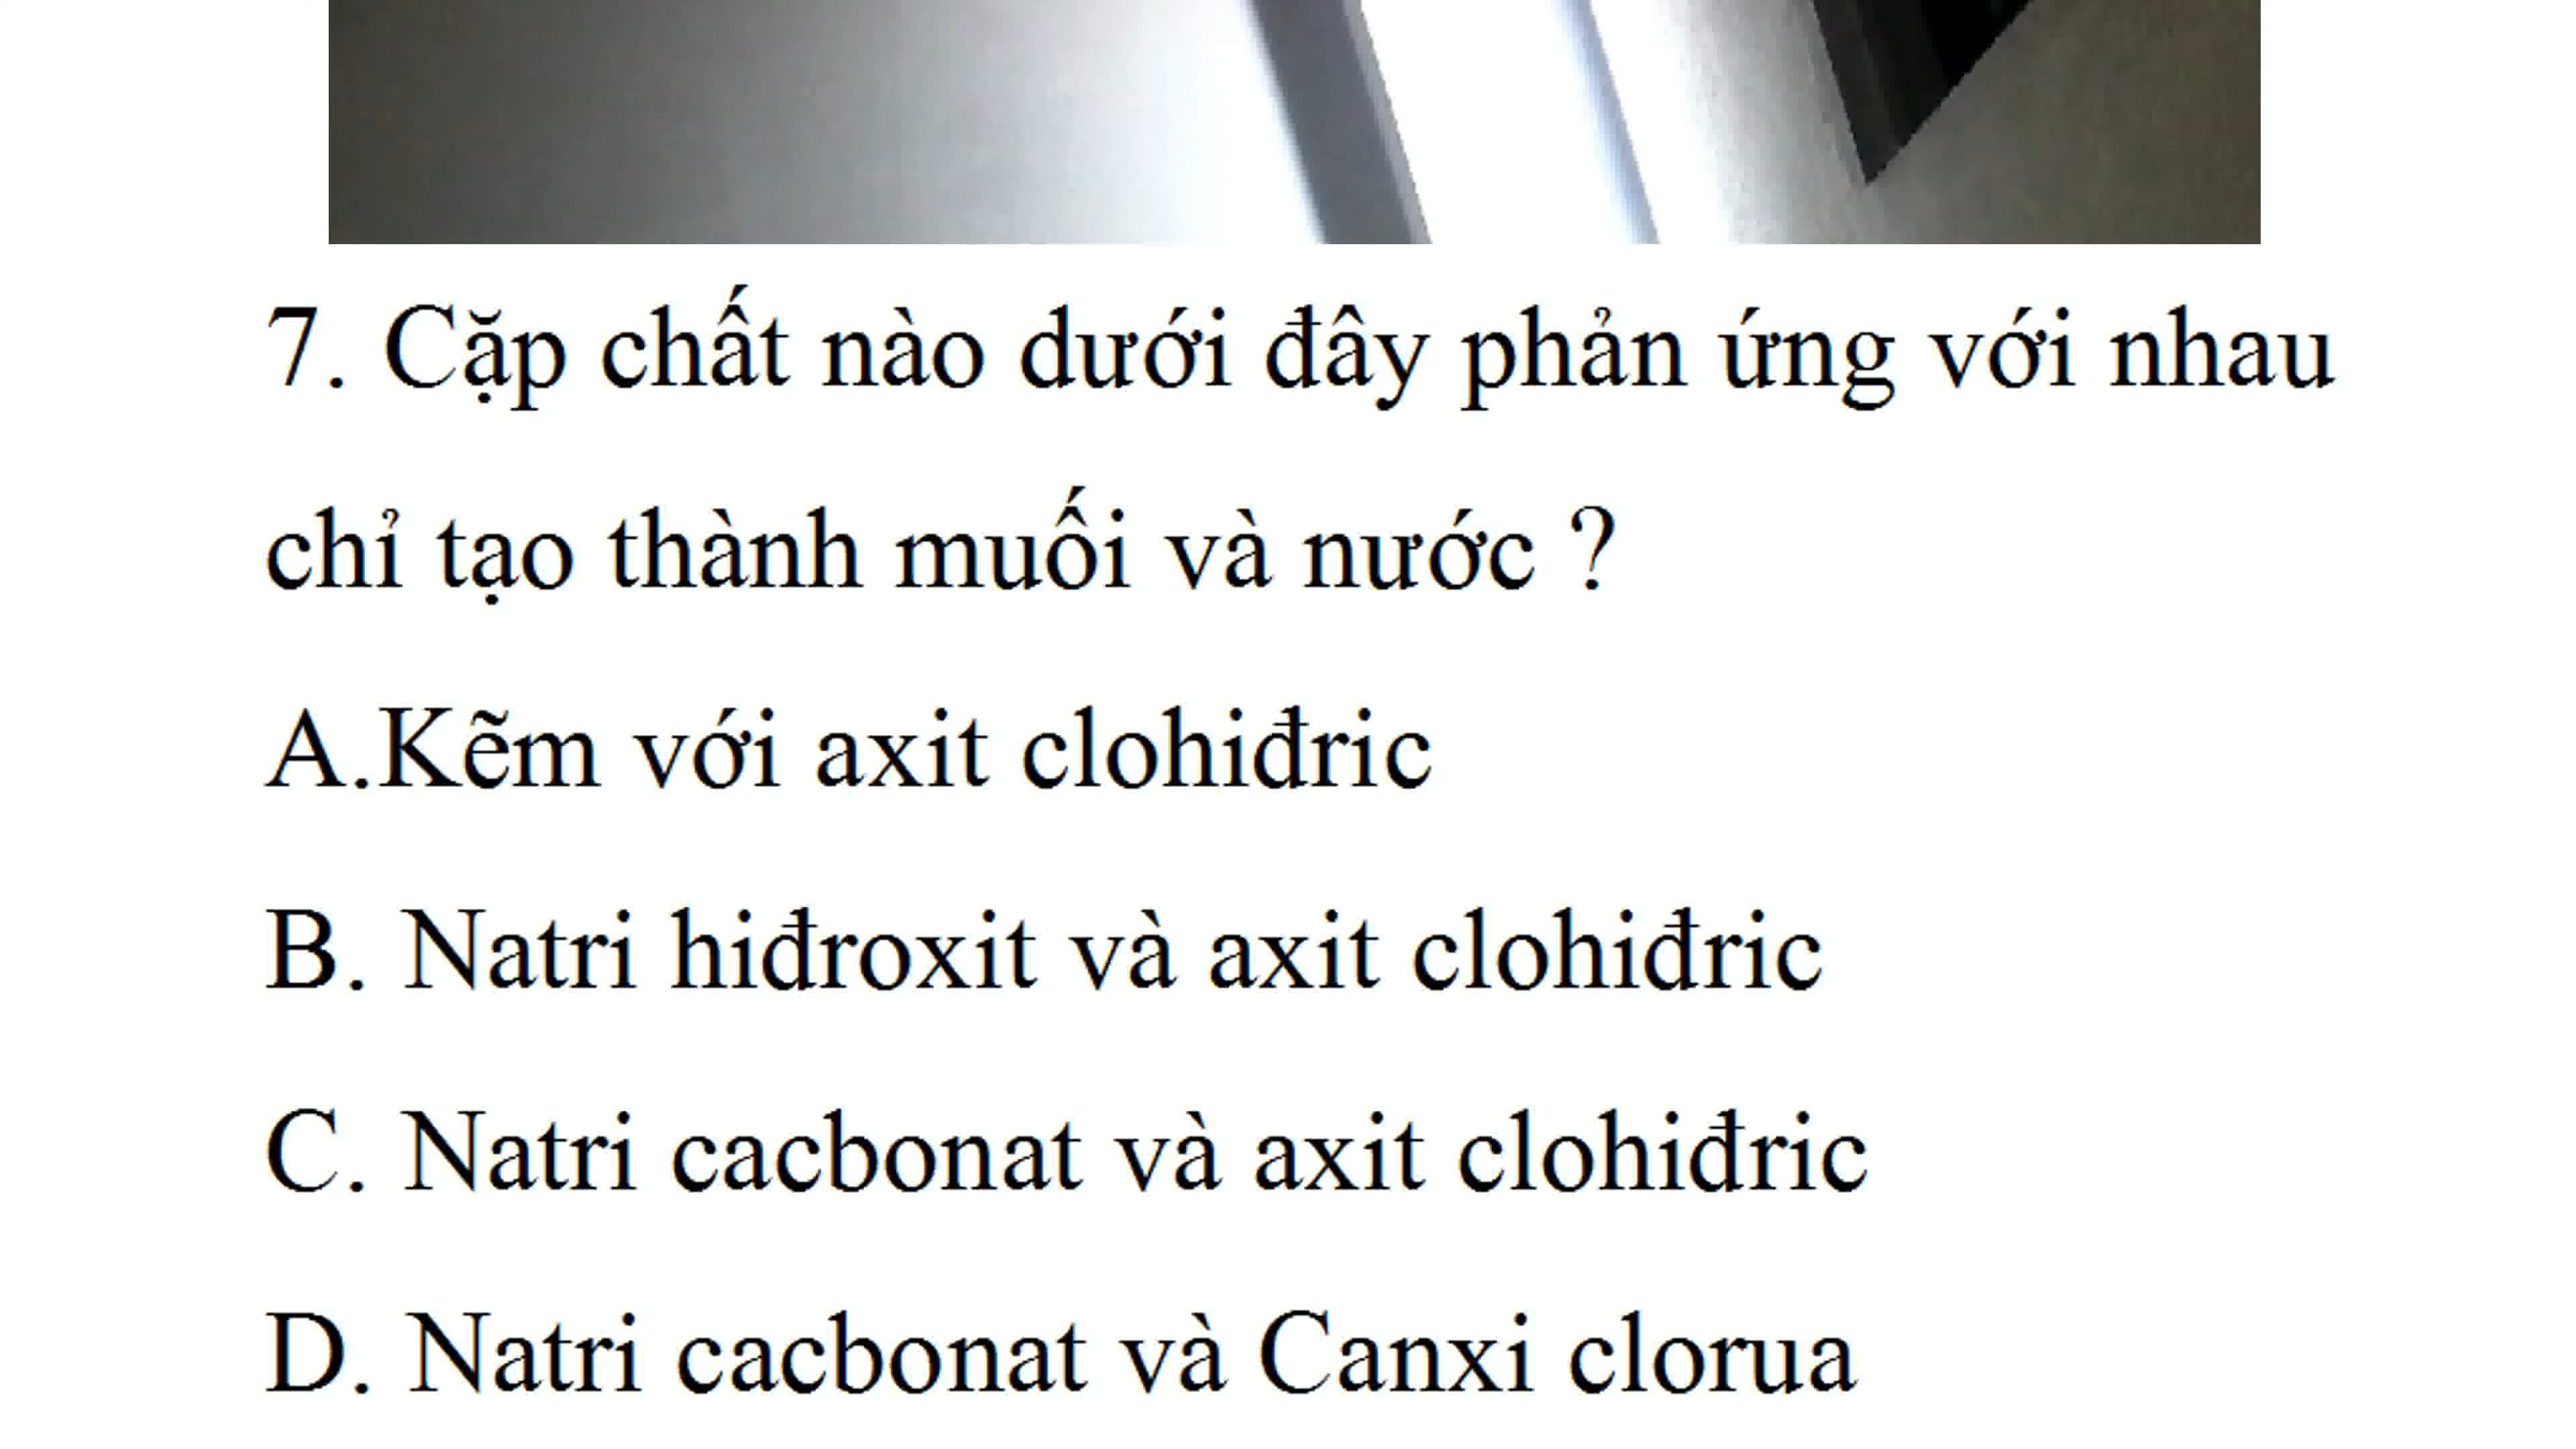 7. Cặp chất nào dưới đây phản ứng với nhau
chỉ tạo thành muối và nước ?
A.Kẽm với axit clohiđric
B. Natri hiđroxit và axit clohiđric
C. Natri cacbonat và axit clohiđric
D. Natri cacbonat và Canxi clorua